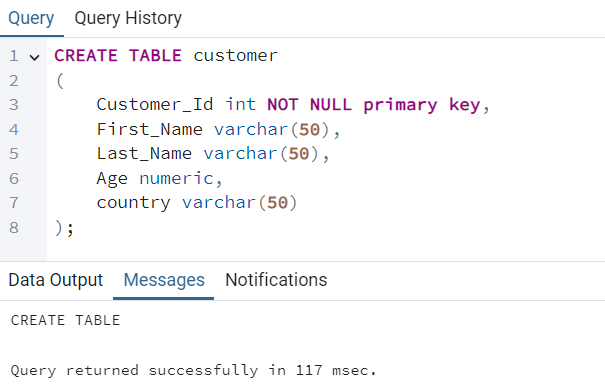 Query Query History
1 CREATE TABLE customer
2 (
3 Customer_Id int NOT NULL primary key,
4 First_Name varchar(50),
5 Last_Name varchar(50),
6 Age numeric,
7 country varchar(50)
8 );
Data Output Messages Notifications
CREATE TABLE
Query returned successfully in 117 msec.